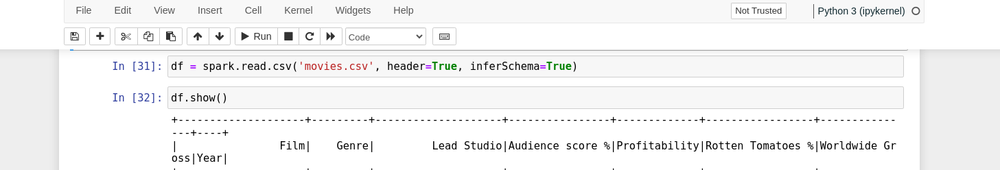 File Edit View Insert Cell Kernel Widgets Help Not Trusted Python 3 (ipykernel)
Run Code
In [31]: df = spark.read.csv('movies.csv', header=True, inferSchema=True)
In [32]: df.show()
+--------------------+---------+--------------------+---------------+-------------+-----------------+------------
---+----+
|                Film|    Genre|         Lead Studio|Audience score %|Profitability|Rotten Tomatoes %|Worldwide Gr
oss|Year|